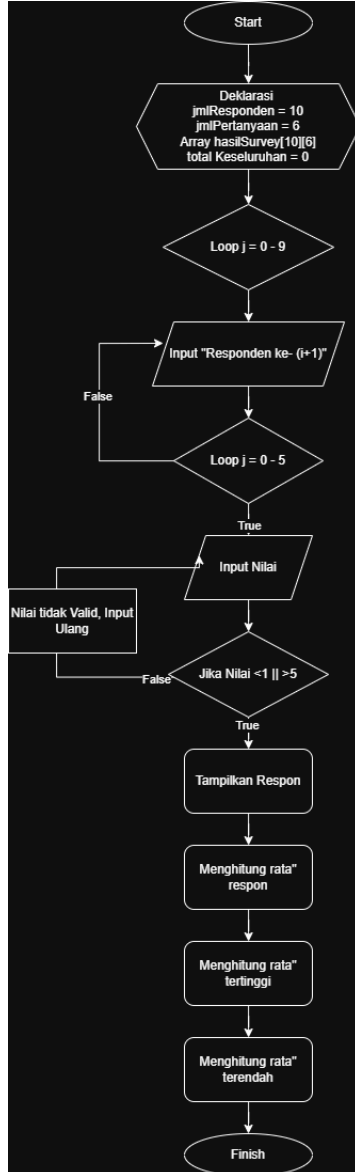 Start
Deklarasi
jmlResponden = 10
jmlPertanyaan = 6
Array hasilSurvey[10][6]
total Keseluruhan = 0
Loop j = 0 - 9
Input "Responden ke- (i+1)"
False
Loop j = 0 - 5
True
Input Nilai
Nilai tidak Valid, Input
Ulang
False
Jika Nilai <1 || >5
True
Tampilkan Respon
Menghitung rata"
respon
Menghitung rata"
tertinggi
Menghitung rata"
terendah
Finish